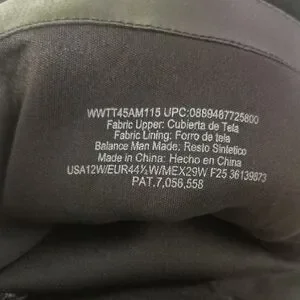 WWTT45AM115 UPC:0889487725800
Fabric Upper: Cubierta de Tela
Fabric Lining: Forro de tela
Balance Man Made: Resto Sintetico
Made in China: Hecho en China
USA12W/EUR44½W/MEX29W F25 36139873
PAT.7,056,558